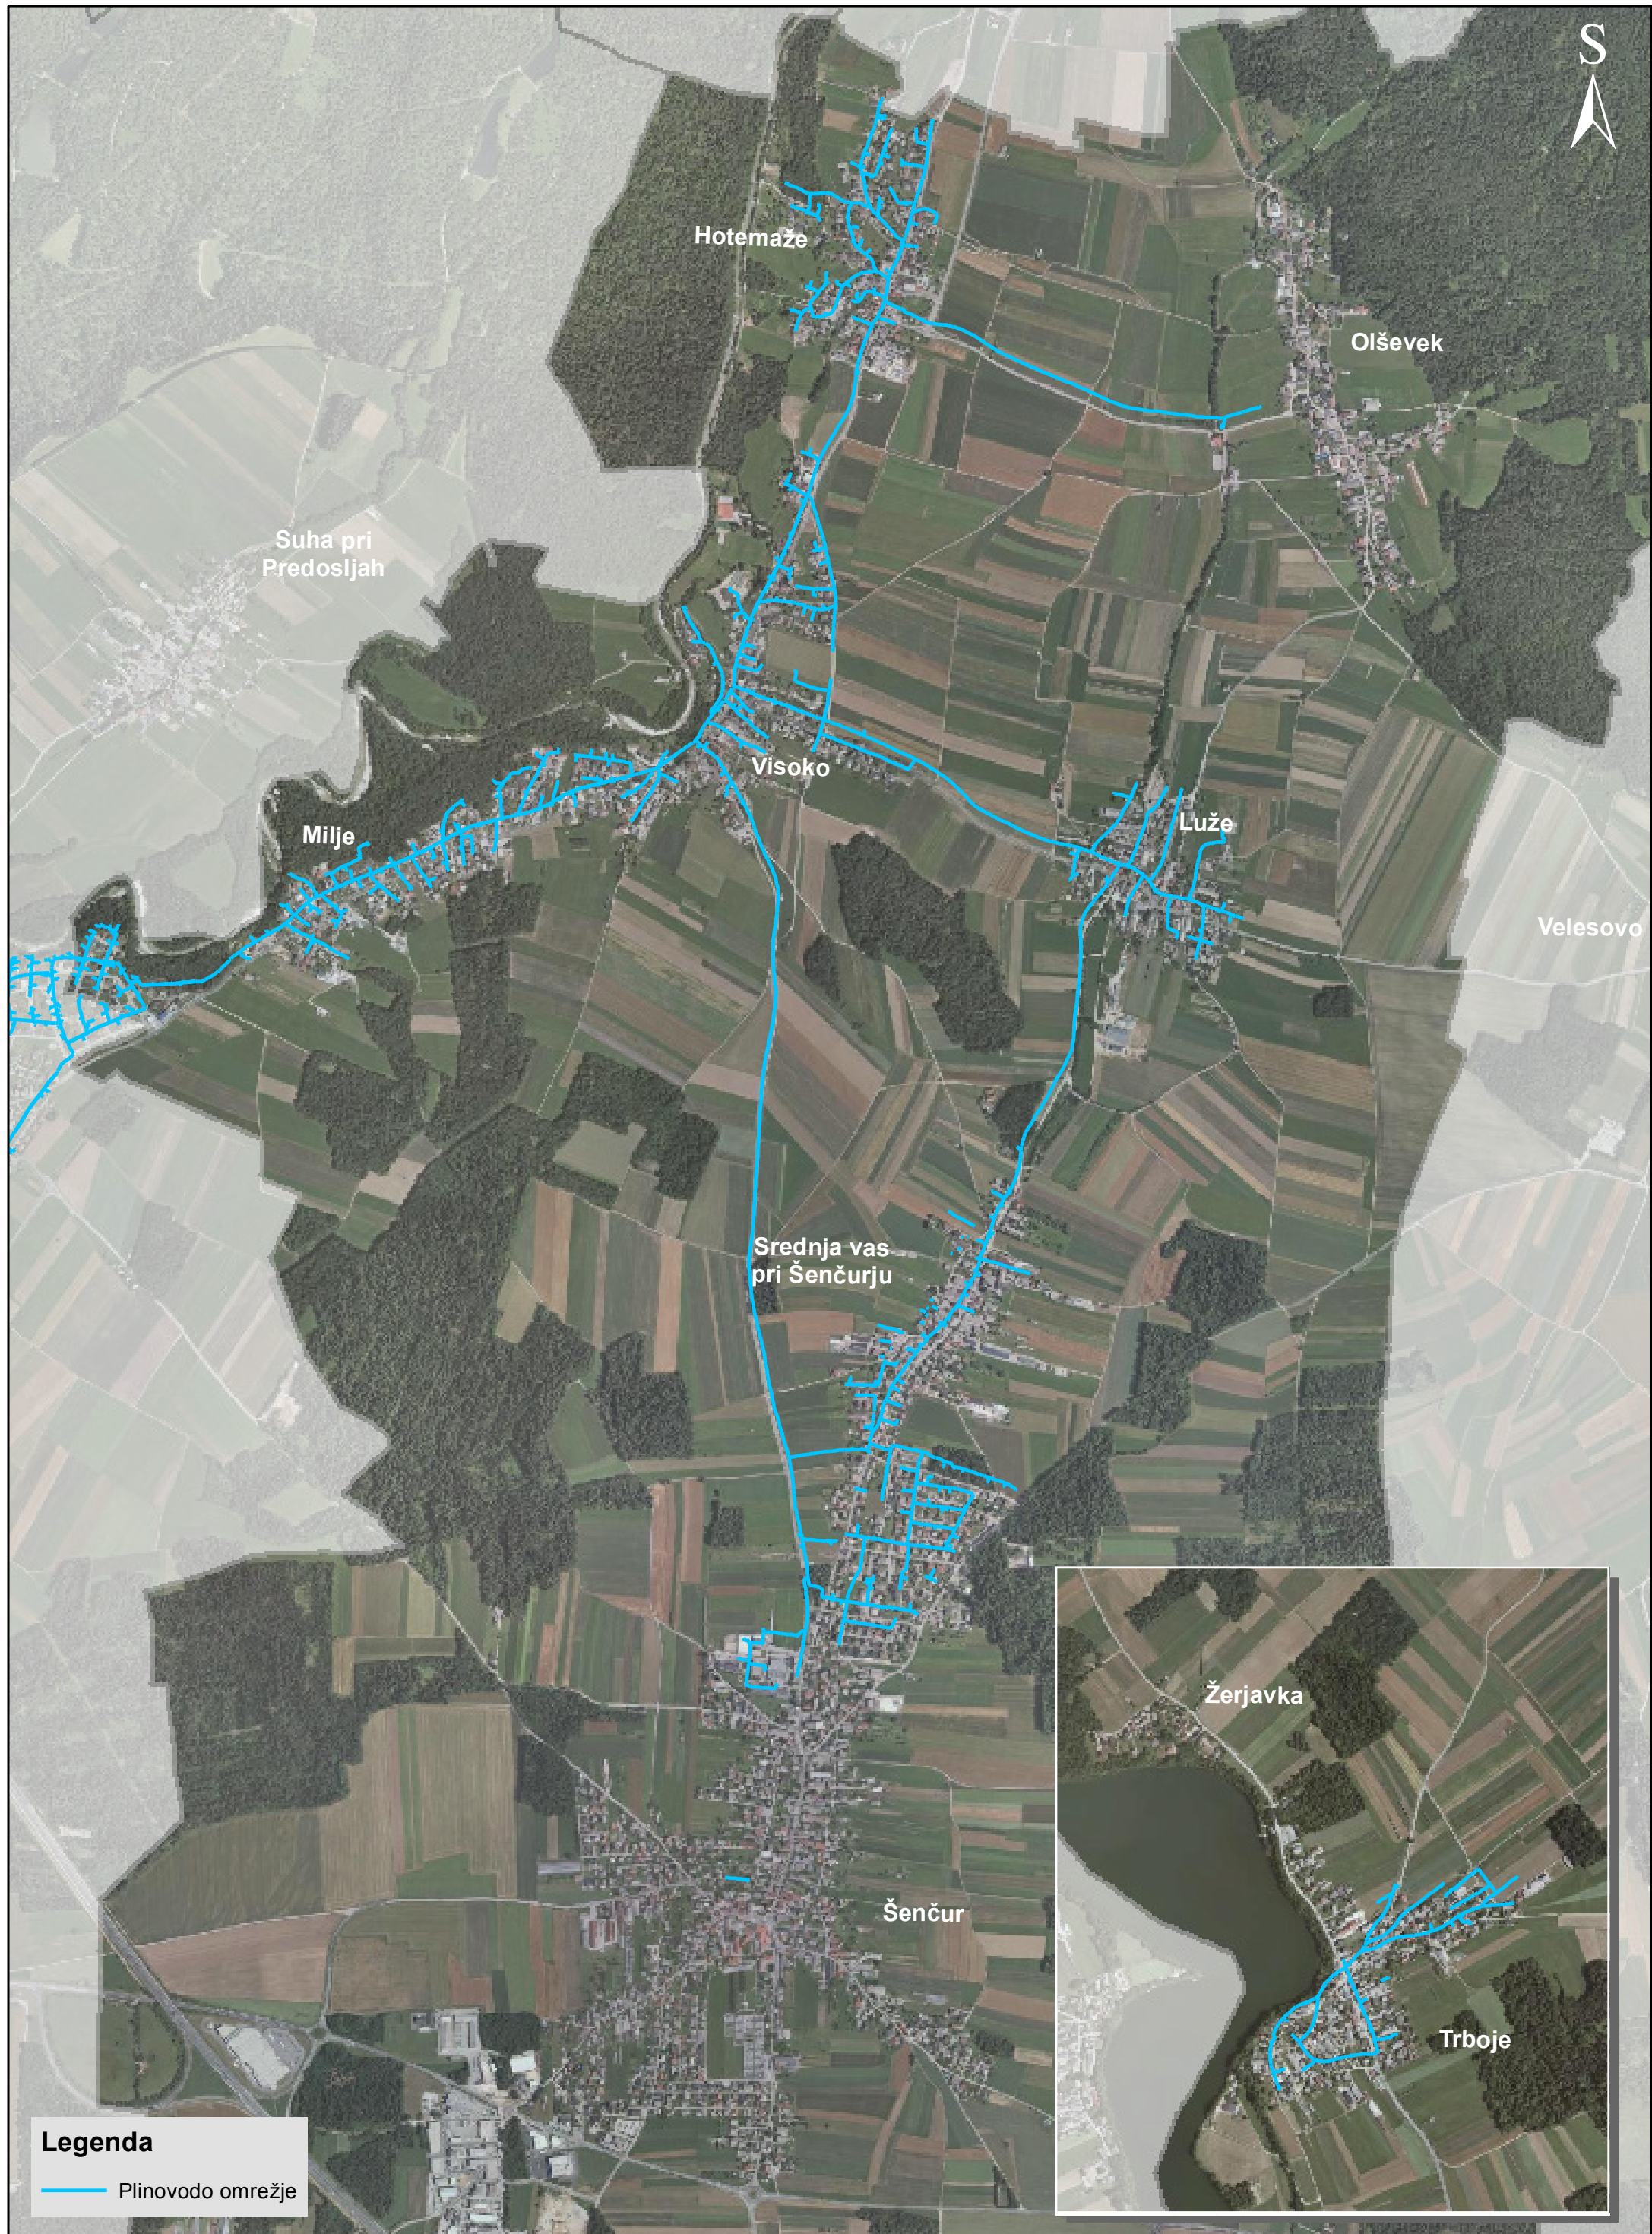 S
Hotemaže
Olševek
Suha pri
Predosljah
Visoko
Luže
Milje
Velesovo
Srednja vas
pri Šenčurju
Žerjavka
Šenčur
Trboje
Legenda
Plinovodo omrežje